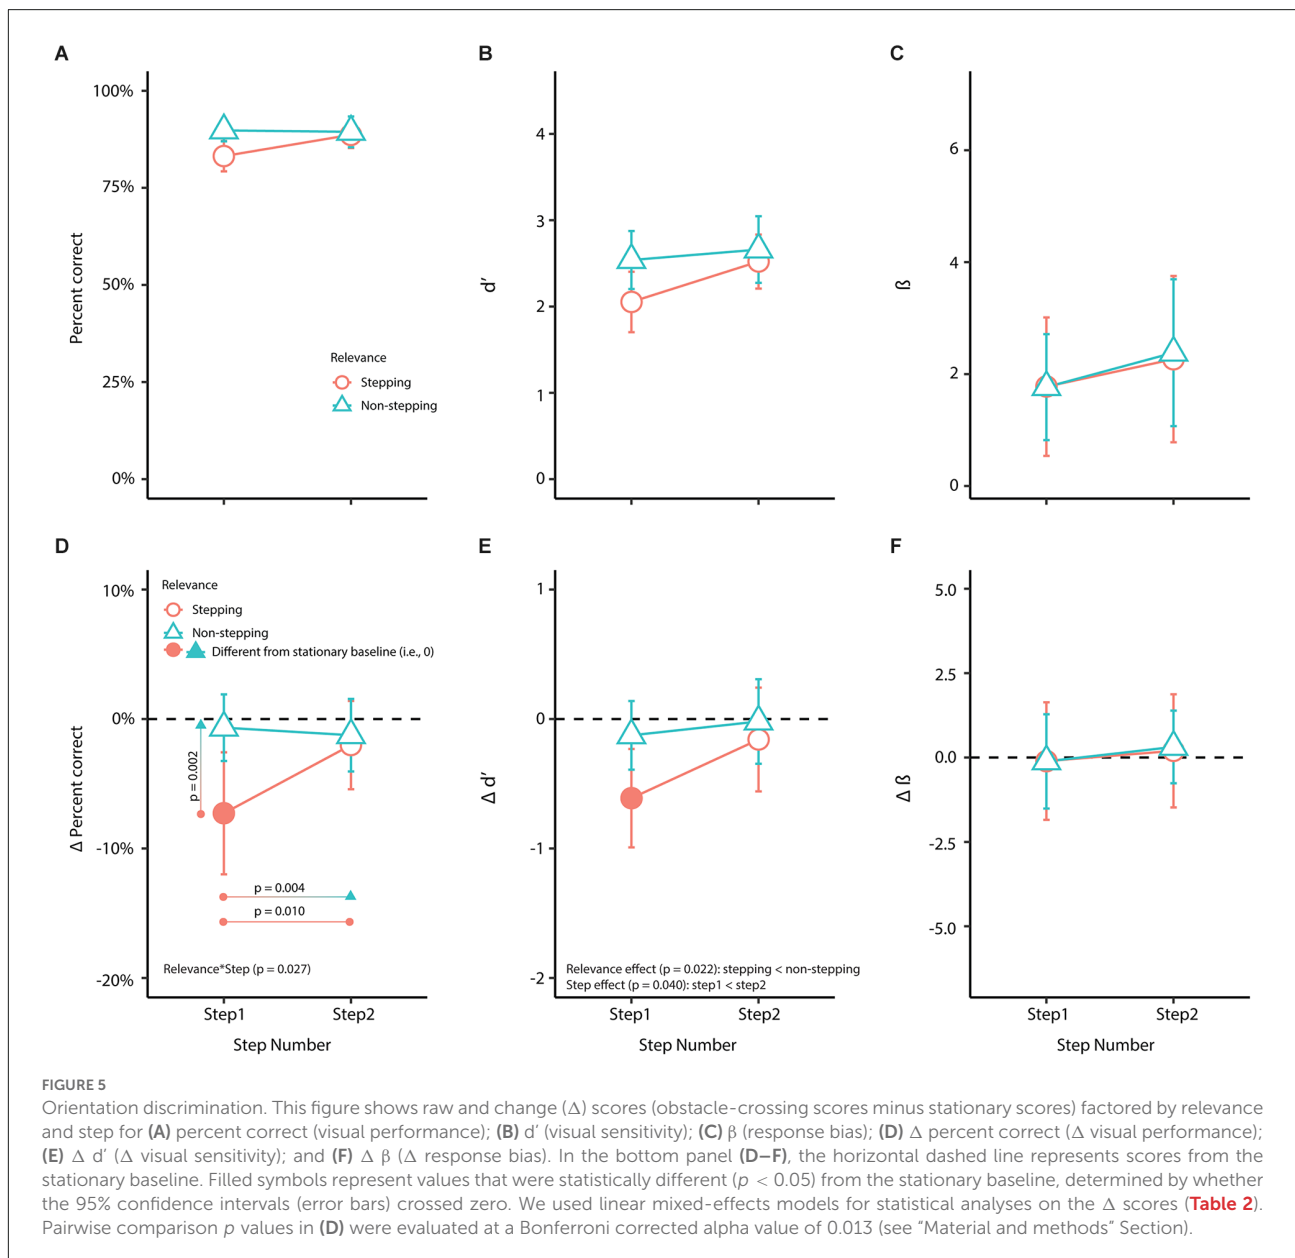 A
100%
75%
50%
25%
0%
Percent correct
Relevance
Stepping
Non-stepping
B
4
3
2
1
0
d′
C
6
4
2
0
ß
D
10%
0%
-10%
-20%
Δ Percent correct
Relevance
Stepping
Non-stepping
Different from stationary baseline (i.e., 0)
p = 0.002
p = 0.004
p = 0.010
Relevance*Step (p = 0.027)
Step1 Step2
Step Number
E
1
0
-1
-2
Δ d′
Relevance effect (p = 0.022): stepping < non-stepping
Step effect (p = 0.040): step1 < step2
Step1 Step2
Step Number
F
5.0
2.5
0.0
-2.5
-5.0
Δ ß
Step1 Step2
Step Number
FIGURE 5
Orientation discrimination. This figure shows raw and change (Δ) scores (obstacle-crossing scores minus stationary scores) factored by relevance
and step for (A) percent correct (visual performance); (B) d' (visual sensitivity); (C) β (response bias); (D) Δ percent correct (Δ visual performance);
(E) Δ d' (Δ visual sensitivity); and (F) Δ β (Δ response bias). In the bottom panel (D–F), the horizontal dashed line represents scores from the
stationary baseline. Filled symbols represent values that were statistically different (p < 0.05) from the stationary baseline, determined by whether
the 95% confidence intervals (error bars) crossed zero. We used linear mixed-effects models for statistical analyses on the Δ scores (Table 2).
Pairwise comparison p values in (D) were evaluated at a Bonferroni corrected alpha value of 0.013 (see “Material and methods” Section).